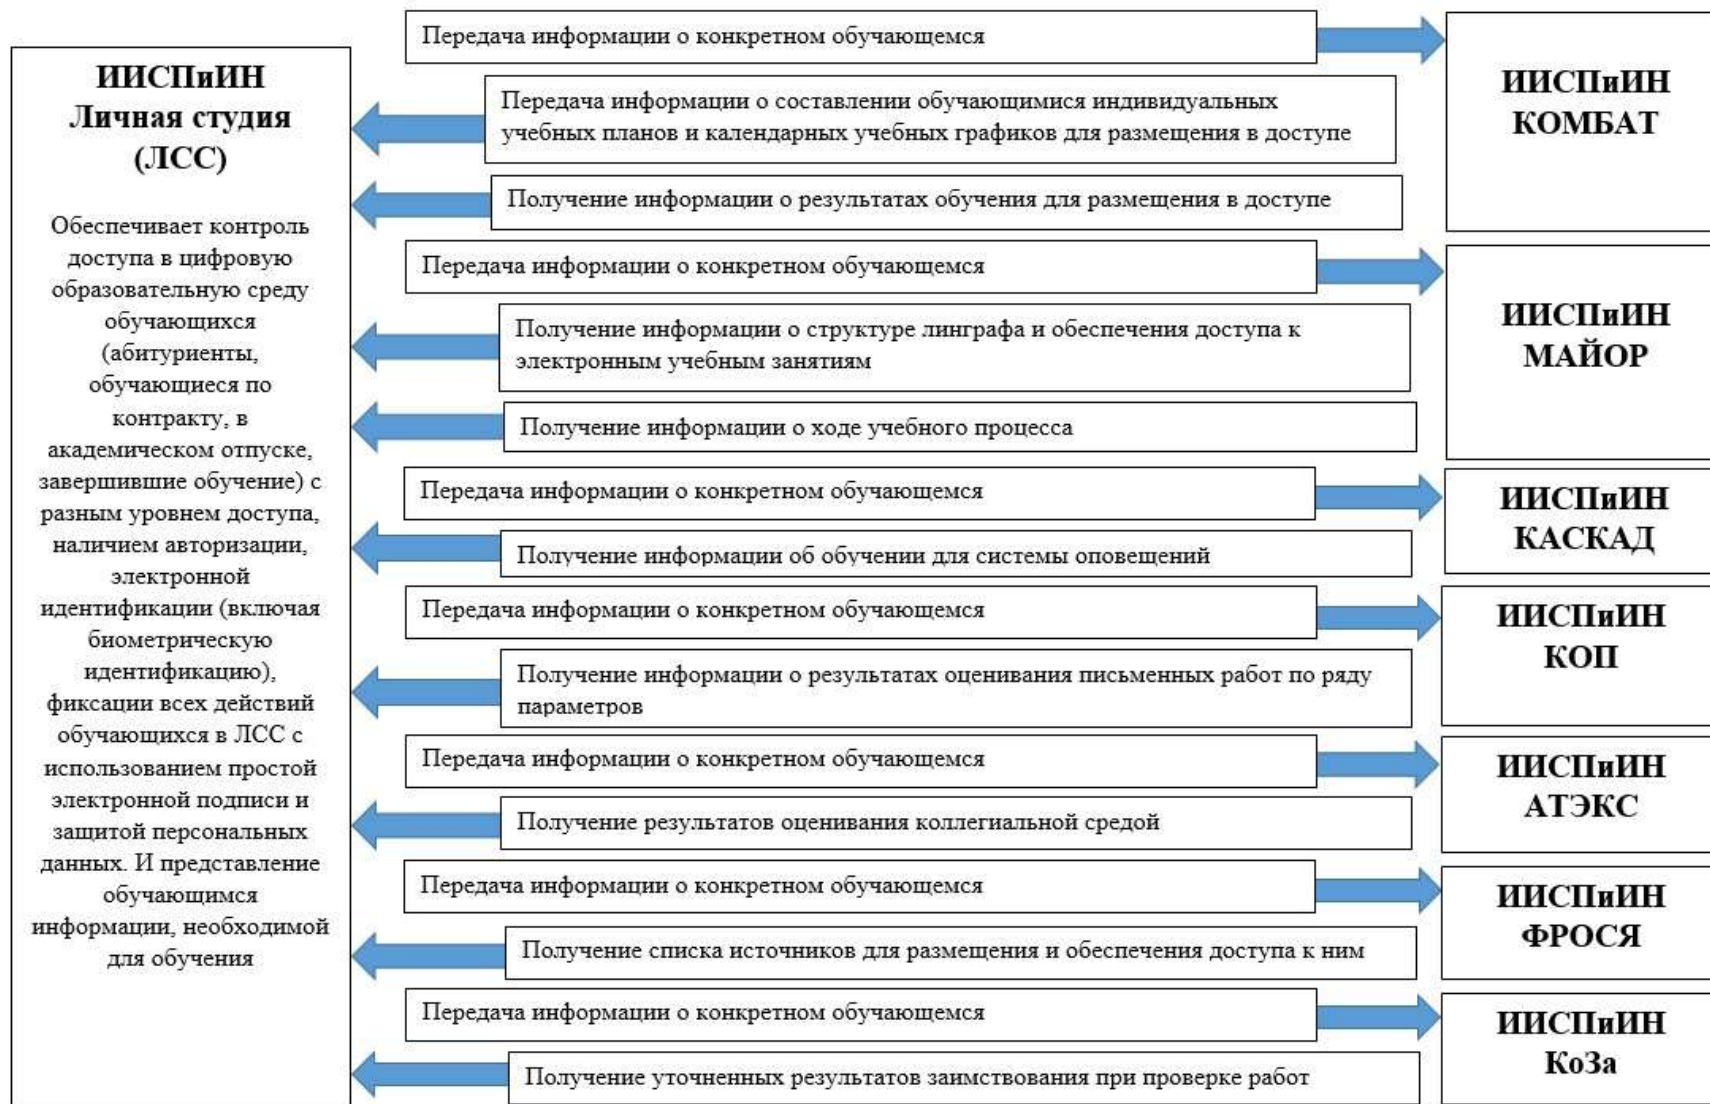 ИИСПиИН
Личная студия
(ЛСС)
Обеспечивает контроль
доступа в цифровую
образовательную среду
обучающихся
(абитуриенты,
обучающиеся по
контракту, в
академическом отпуске,
завершившие обучение) с
разным уровнем доступа,
наличием авторизации,
электронной
идентификации (включая
биометрическую
идентификацию),
фиксации всех действий
обучающихся в ЛСС с
использованием простой
электронной подписи и
защитой персональных
данных. И представление
обучающимся
информации, необходимой
для обучения
Передача информации о конкретном обучающемся
Передача информации о составлении обучающимися индивидуальных
учебных планов и календарных учебных графиков для размещения в доступе
Получение информации о результатах обучения для размещения в доступе
ИИСПиИН
КОМБАТ
Передача информации о конкретном обучающемся
Получение информации о структуре линграфа и обеспечения доступа к
электронным учебным занятиям
Получение информации о ходе учебного процесса
ИИСПиИН
МАЙОР
Передача информации о конкретном обучающемся
Получение информации об обучении для системы оповещений
ИИСПиИН
КАСКАД
Передача информации о конкретном обучающемся
Получение информации о результатах оценивания письменных работ по ряду
параметров
ИИСПиИН
КОП
Передача информации о конкретном обучающемся
Получение результатов оценивания коллегиальной средой
ИИСПиИН
АТЭКС
Передача информации о конкретном обучающемся
Получение списка источников для размещения и обеспечения доступа к ним
ИИСПиИН
ФРОСЯ
Передача информации о конкретном обучающемся
Получение уточненных результатов заимствования при проверке работ
ИИСПиИН
КоЗа